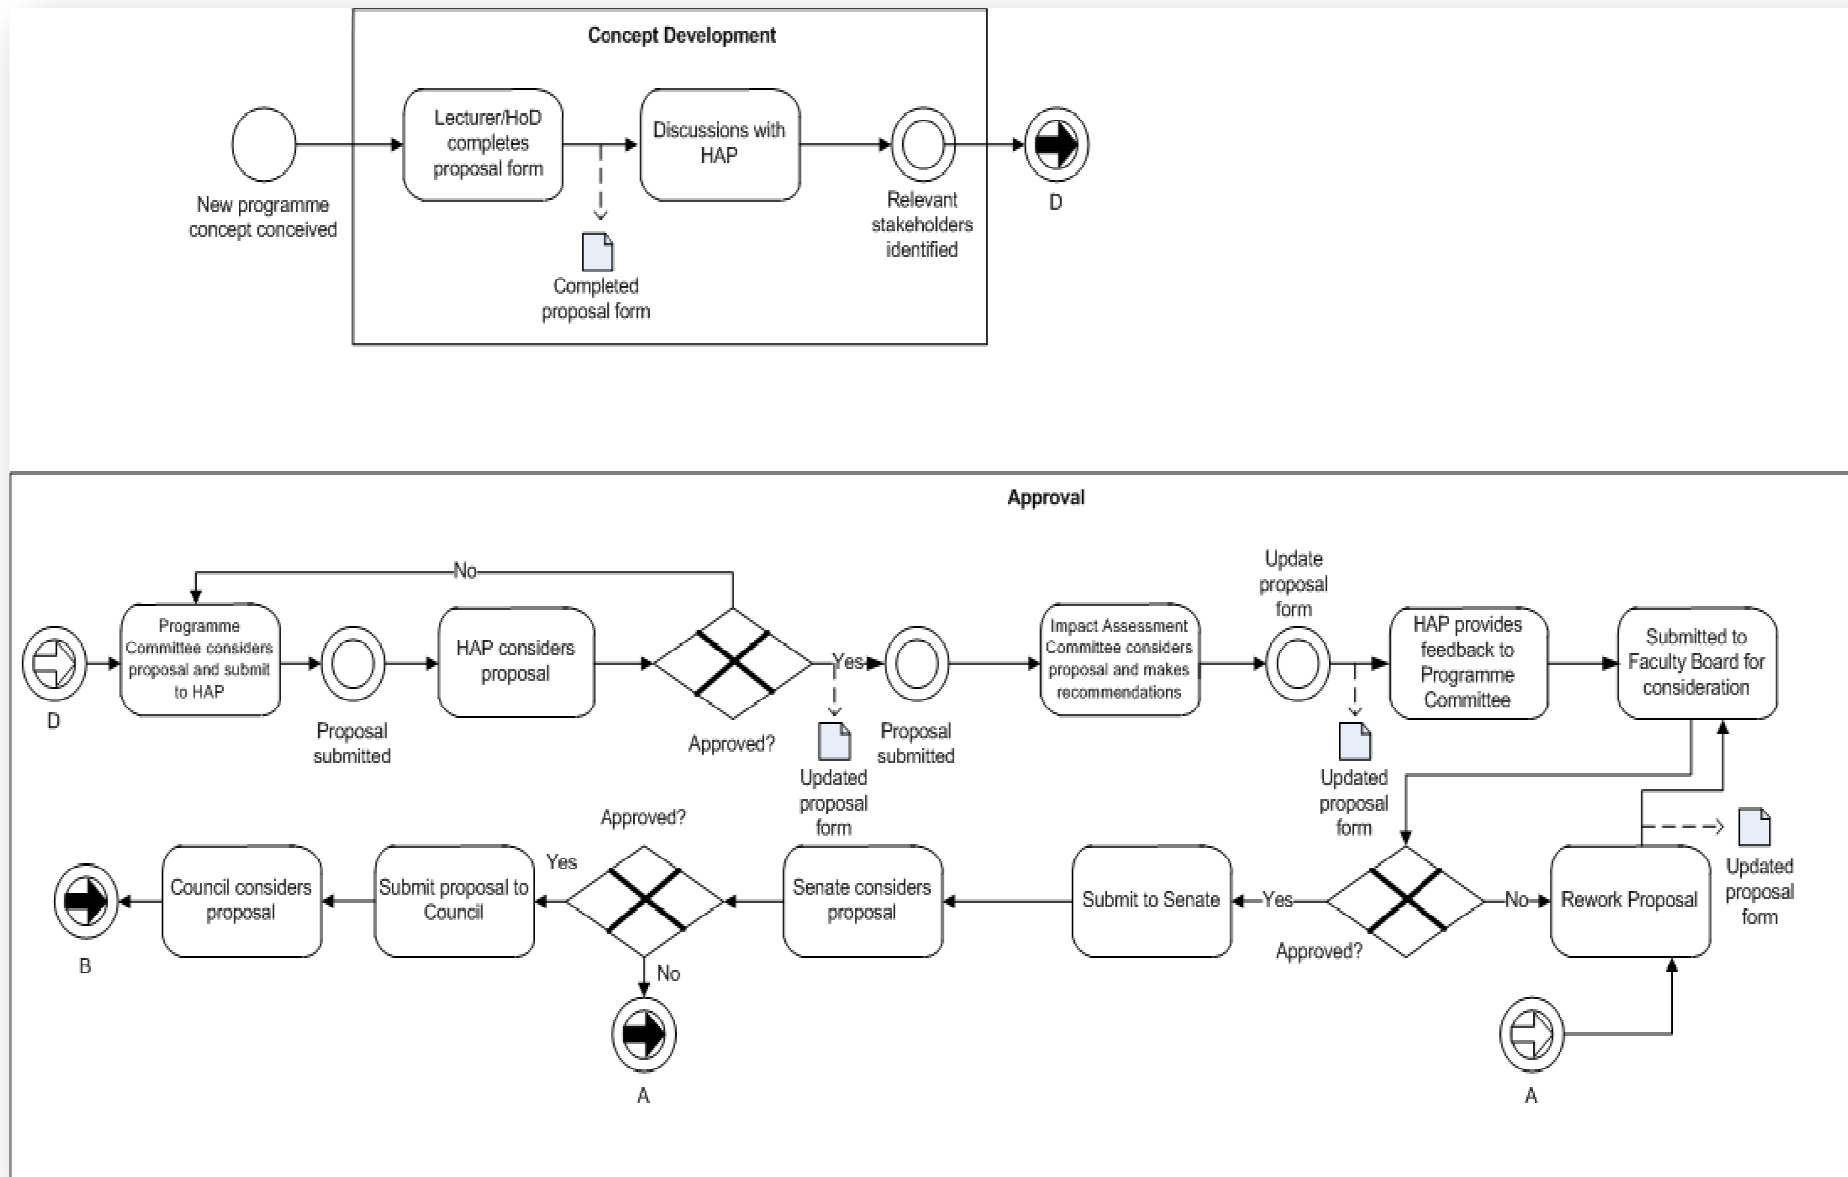 Concept Development
Lecturer/HoD
completes
proposal form
Discussions with
HAP
New programme
concept conceived
Relevant
stakeholders
identified
D
Completed
proposal form
Approval
No
Update
proposal
form
Programme
Committee considers
proposal and submit
to HAP
HAP considers
proposal
Yes
Impact Assessment
Committee considers
proposal and makes
recommendations
HAP provides
feedback to
Programme
Committee
Submitted to
Faculty Board for
consideration
D
Proposal
submitted
Approved?
Proposal
submitted
Updated
proposal
form
Updated
proposal
form
Approved?
Yes
Council considers
proposal
Submit proposal to
Council
Senate considers
proposal
Submit to Senate
Yes
No
Rework Proposal
Updated
proposal
form
Approved?
B
No
A
A